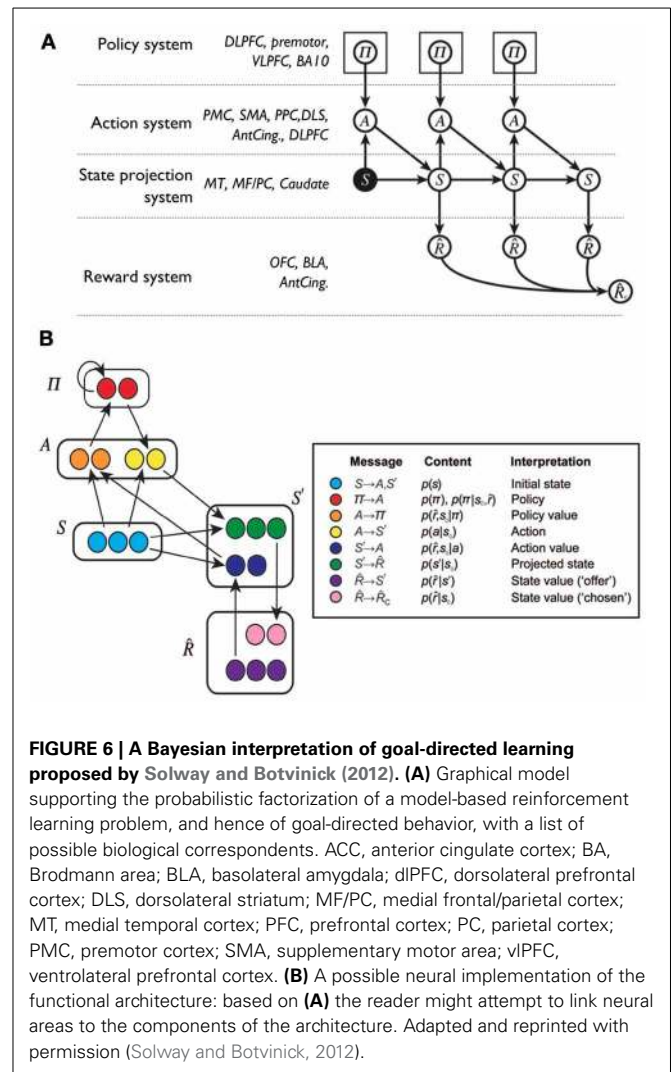 A
Policy system
DLPFC, premotor,
VLPFC, BA10
Π Π Π
Action system
PMC, SMA, PPC,DLS,
AntCing., DLPFC
A A A
State projection
system
MT, MF/PC, Caudate
S S S S
Reward system
OFC, BLA,
AntCing.
R̂ R̂ R̂
B
Π
A
S
S'
R̂
Message Content Interpretation
S→A,S' Initial state
Π→A Policy
A→Π Policy value
A→S' Action
S'→A Action value
S'→R̂ Projected state
R̂→S' State value ('offer')
State value ('chosen')
FIGURE 6 | A Bayesian interpretation of goal-directed learning
proposed by Solway and Botvinick (2012). (A) Graphical model
supporting the probabilistic factorization of a model-based reinforcement
learning problem, and hence of goal-directed behavior, with a list of
possible biological correspondents. ACC, anterior cingulate cortex; BA,
Brodmann area; BLA, basolateral amygdala; dlPFC, dorsolateral prefrontal
cortex; DLS, dorsolateral striatum; MF/PC, medial frontal/parietal cortex;
MT, medial temporal cortex; PFC, prefrontal cortex; PC, parietal cortex;
PMC, premotor cortex; SMA, supplementary motor area; vlPFC,
ventrolateral prefrontal cortex. (B) A possible neural implementation of the
functional architecture: based on (A) the reader might attempt to link neural
areas to the components of the architecture. Adapted and reprinted with
permission (Solway and Botvinick, 2012).